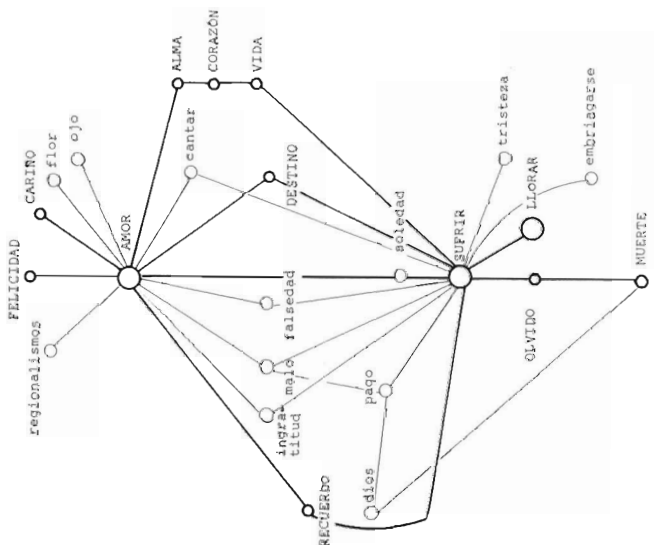 FELICIDAD
CARIÑO
flor
ojo
regionalismos
AMOR
ALMA
CORAZÓN
VIDA
cantar
DESTINO
falsedad
malo
ingra-
titud
RECUERDO
soledad
SUFRIR
pago
dios
tristeza
embriagarse
LLORAR
OLVIDO
MUERTE